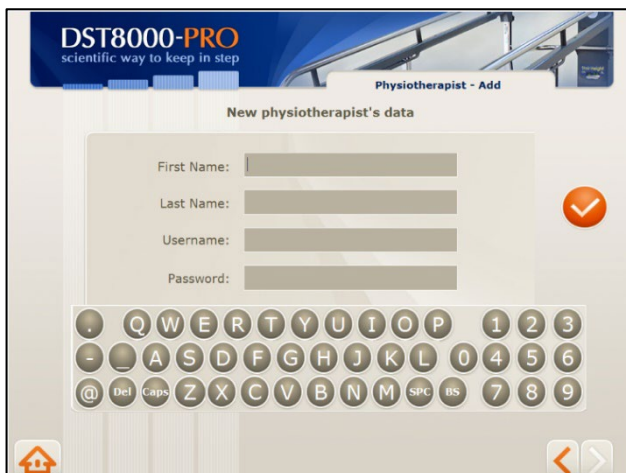 DST8000-PRO
scientific way to keep in step
Physiotherapist - Add
New physiotherapist's data
First Name:
Last Name:
Username:
Password:
. Q W E R T Y U I O P 1 2 3
- _ A S D F G H J K L 0 4 5 6
@ Del Caps Z X C V B N M SPC BS 7 8 9